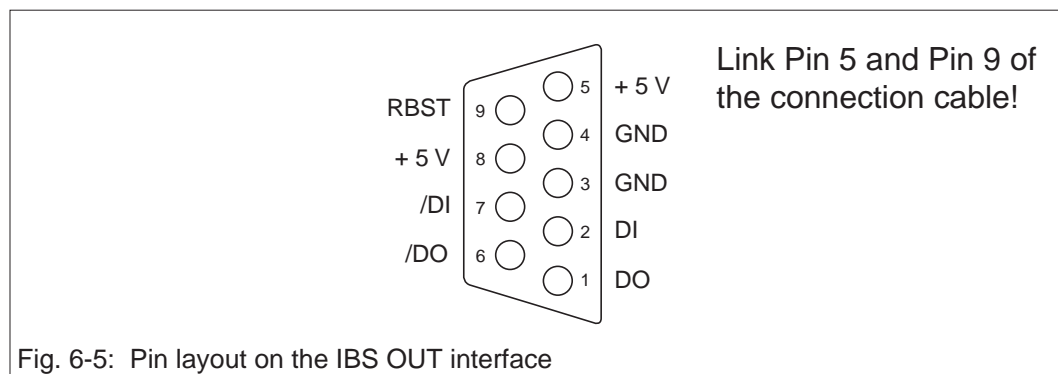 Link Pin 5 and Pin 9 of
the connection cable!
5 + 5 V
RBST 9
4 GND
+ 5 V 8
3 GND
/DI 7
2 DI
/DO 6
1 DO
Fig. 6-5: Pin layout on the IBS OUT interface